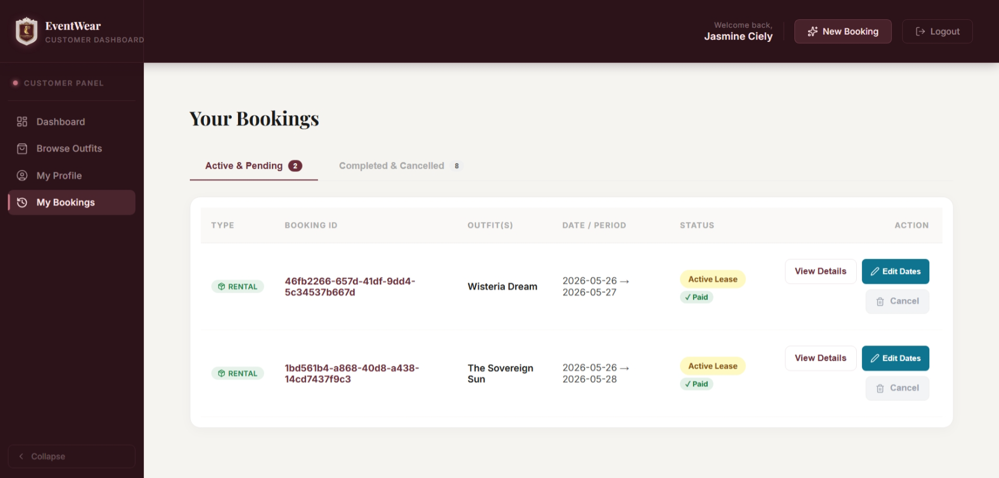 EventWear
CUSTOMER DASHBOARD
Welcome back,
Jasmine Ciely
New Booking
Logout
CUSTOMER PANEL
Dashboard
Browse Outfits
My Profile
My Bookings
Collapse
Your Bookings
Active & Pending 2
Completed & Cancelled 8
TYPE BOOKING ID OUTFIT(S) DATE / PERIOD STATUS ACTION
RENTAL
46fb2266-657d-41df-9dd4-
5c34537b667d
Wisteria Dream
2026-05-26 →
2026-05-27
Active Lease
✓ Paid
View Details
Edit Dates
Cancel
RENTAL
1bd561b4-a868-40d8-a438-
14cd7437f9c3
The Sovereign
Sun
2026-05-26 →
2026-05-28
Active Lease
✓ Paid
View Details
Edit Dates
Cancel